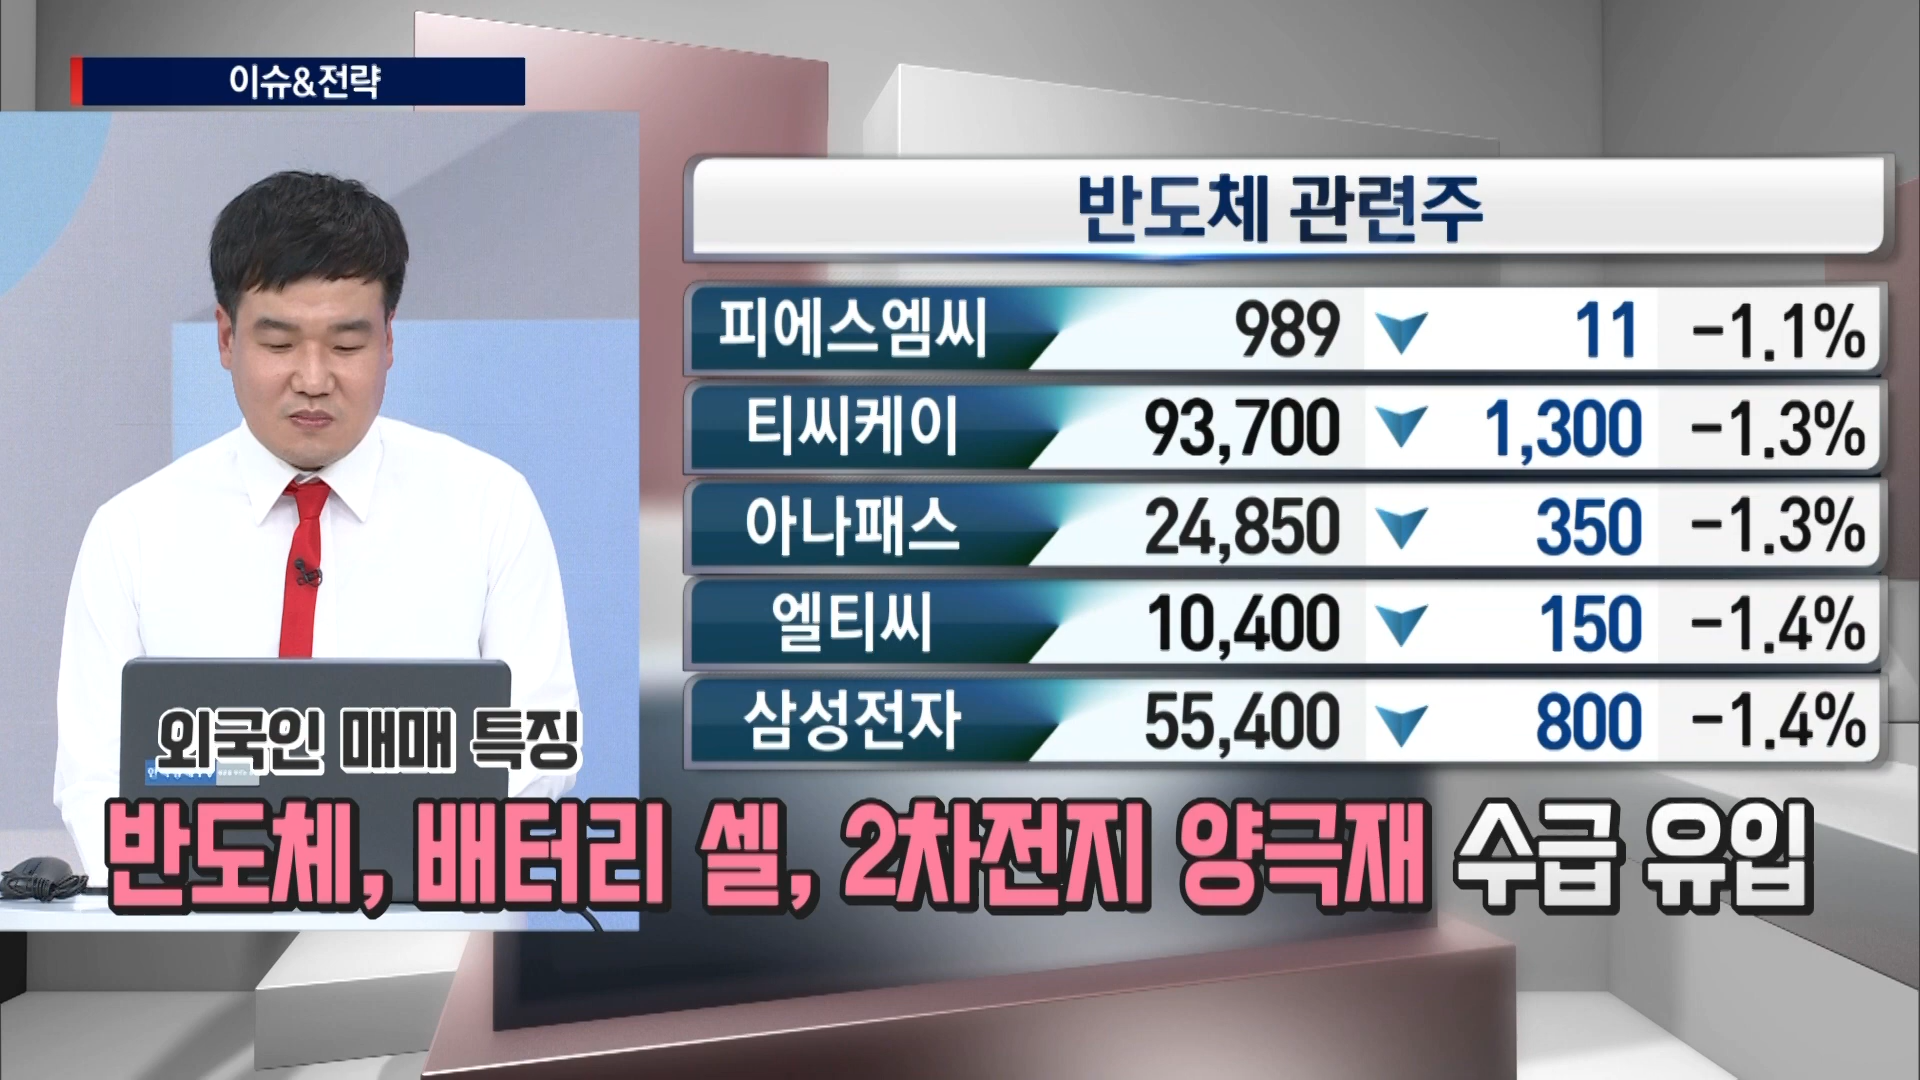 이슈&전략
반도체 관련주
피에스엠씨 989 ▼ 11 -1.1%
티씨케이 93,700 ▼ 1,300 -1.3%
아나패스 24,850 ▼ 350 -1.3%
엘티씨 10,400 ▼ 150 -1.4%
삼성전자 55,400 ▼ 800 -1.4%
외국인 매매 특징
반도체, 배터리 셀, 2차전지 양극재 수급 유입